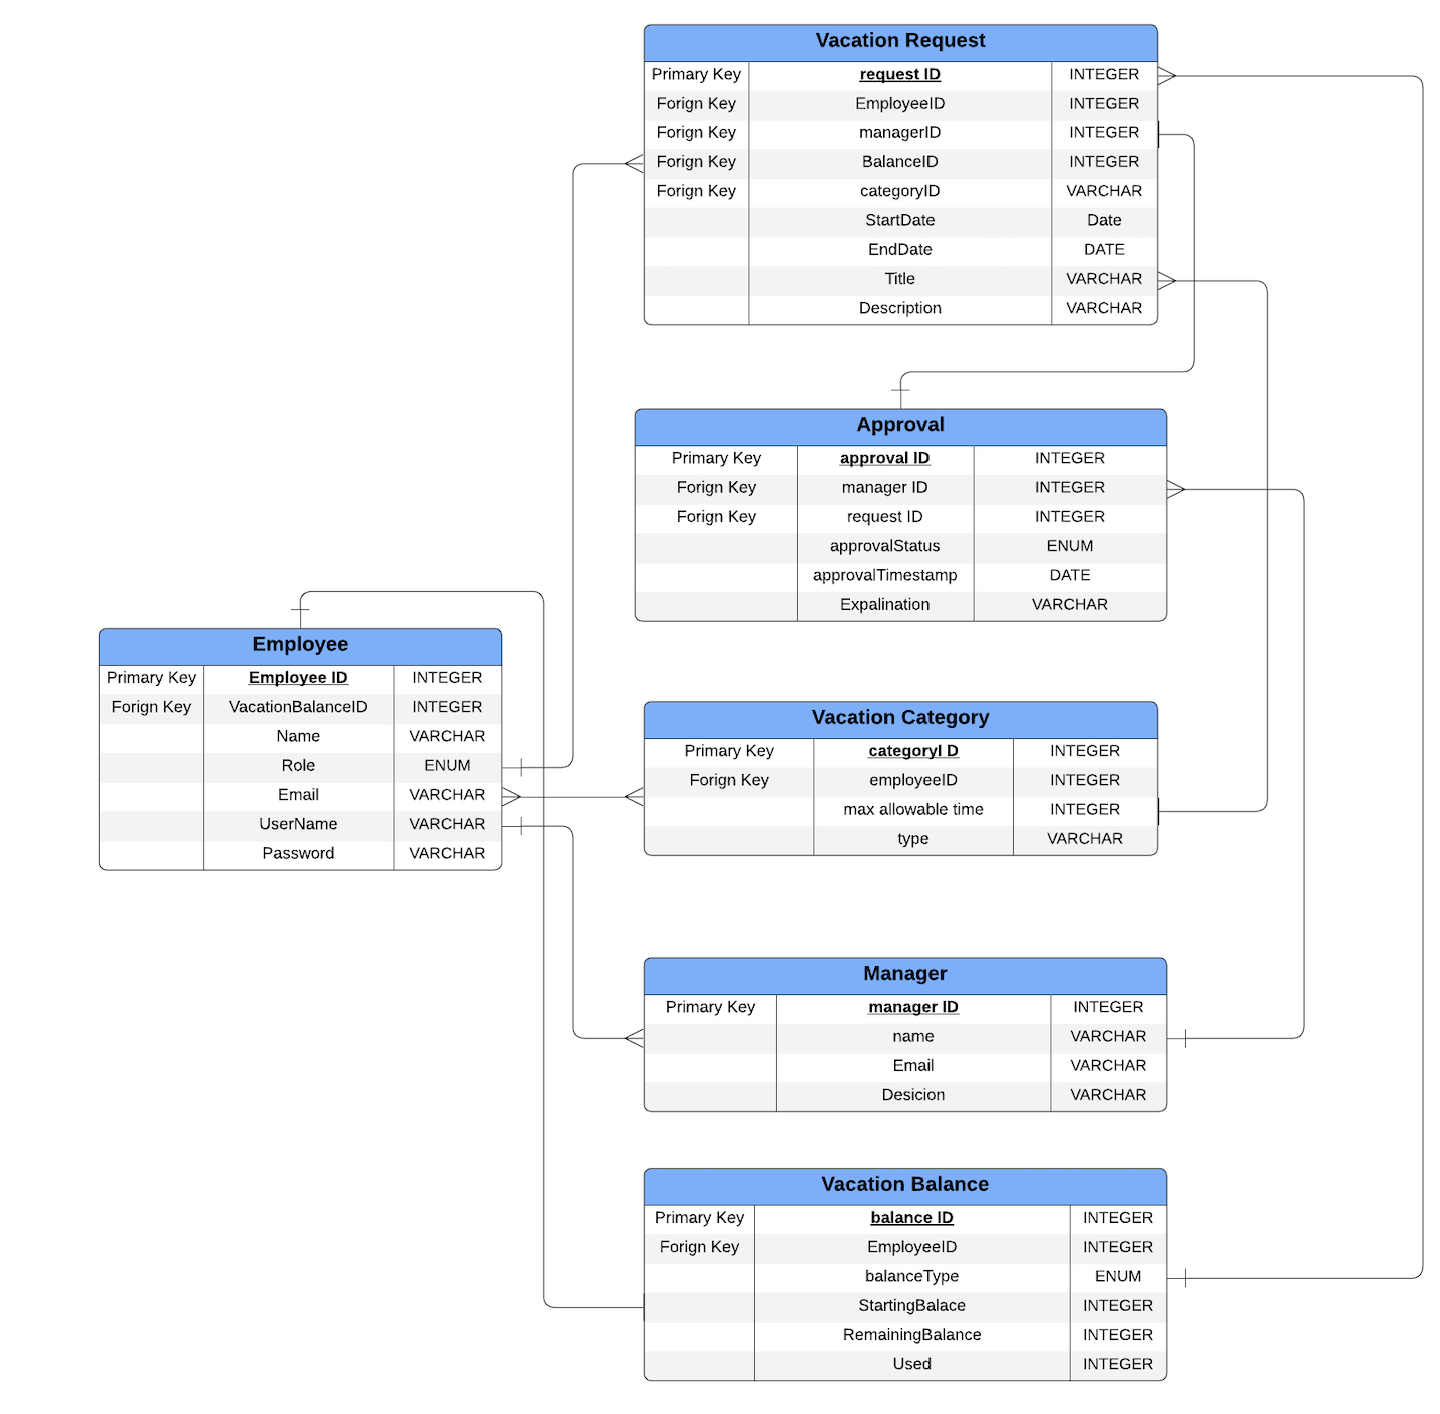 Vacation Request
Primary Key request ID INTEGER
Forign Key EmployeeID INTEGER
Forign Key managerID INTEGER
Forign Key BalanceID INTEGER
Forign Key categoryID VARCHAR
StartDate Date
EndDate DATE
Title VARCHAR
Description VARCHAR
Approval
Primary Key approval ID INTEGER
Forign Key manager ID INTEGER
Forign Key request ID INTEGER
approvalStatus ENUM
approvalTimestamp DATE
Expalination VARCHAR
Employee
Primary Key Employee ID INTEGER
Forign Key VacationBalanceID INTEGER
Name VARCHAR
Role ENUM
Email VARCHAR
UserName VARCHAR
Password VARCHAR
Vacation Category
Primary Key categoryI D INTEGER
Forign Key employeeID INTEGER
max allowable time INTEGER
type VARCHAR
Manager
Primary Key manager ID INTEGER
name VARCHAR
Email VARCHAR
Desicion VARCHAR
Vacation Balance
Primary Key balance ID INTEGER
Forign Key EmployeeID INTEGER
balanceType ENUM
StartingBalace INTEGER
RemainingBalance INTEGER
Used INTEGER